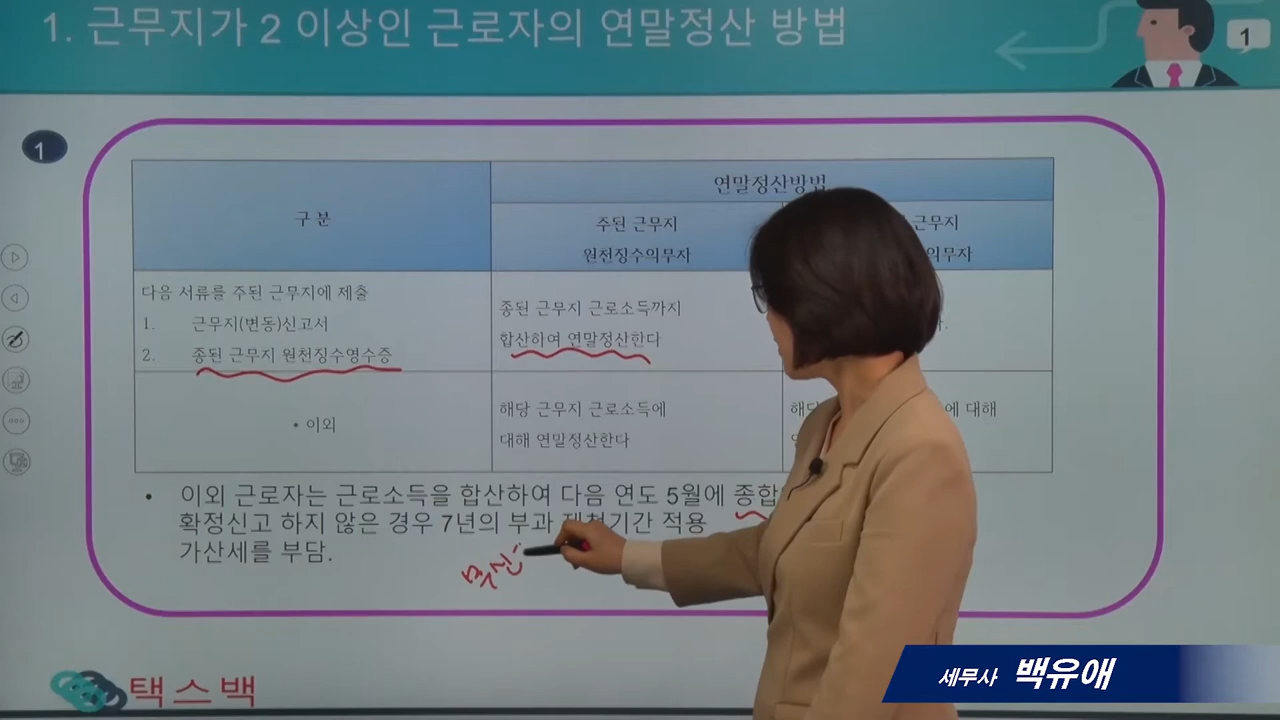 1. 근무지가 2 이상인 근로자의 연말정산 방법
1
1
구 분
연말정산방법
주된 근무지
원천징수의무자
근무지
의무자
다음 서류를 주된 근무지에 제출
1. 근무지(변동)신고서
2. 종된 근무지 원천징수영수증
종된 근무지 근로소득까지
합산하여 연말정산한다
• 이외
해당 근무지 근로소득에
대해 연말정산한다
에 대해
• 이외 근로자는 근로소득을 합산하여 다음 연도 5월에 종합
확정신고 하지 않은 경우 7년의 부과 제척기간 적용
가산세를 부담.
무신
택스백
세무사 백유애